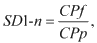 SD1-n = CPf / CPp,